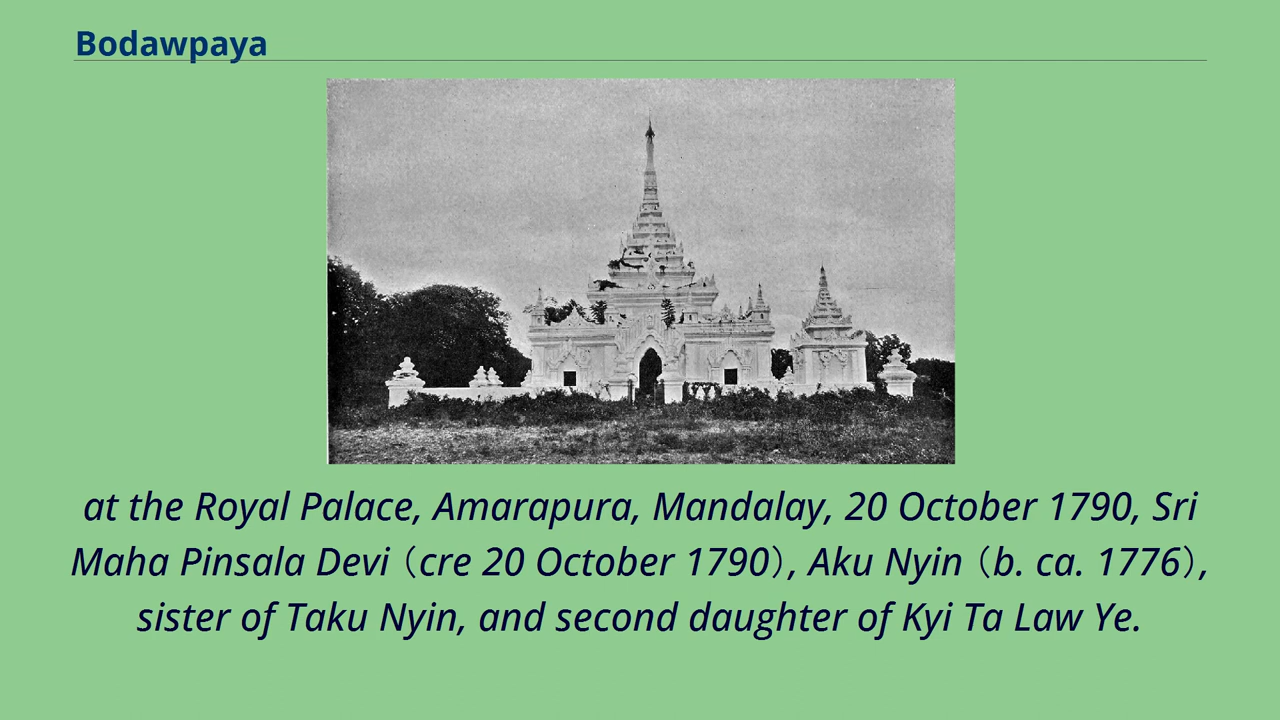 Bodawpaya
at the Royal Palace, Amarapura, Mandalay, 20 October 1790, Sri
Maha Pinsala Devi（cre 20 October 1790）, Aku Nyin（b. ca. 1776）,
sister of Taku Nyin, and second daughter of Kyi Ta Law Ye.